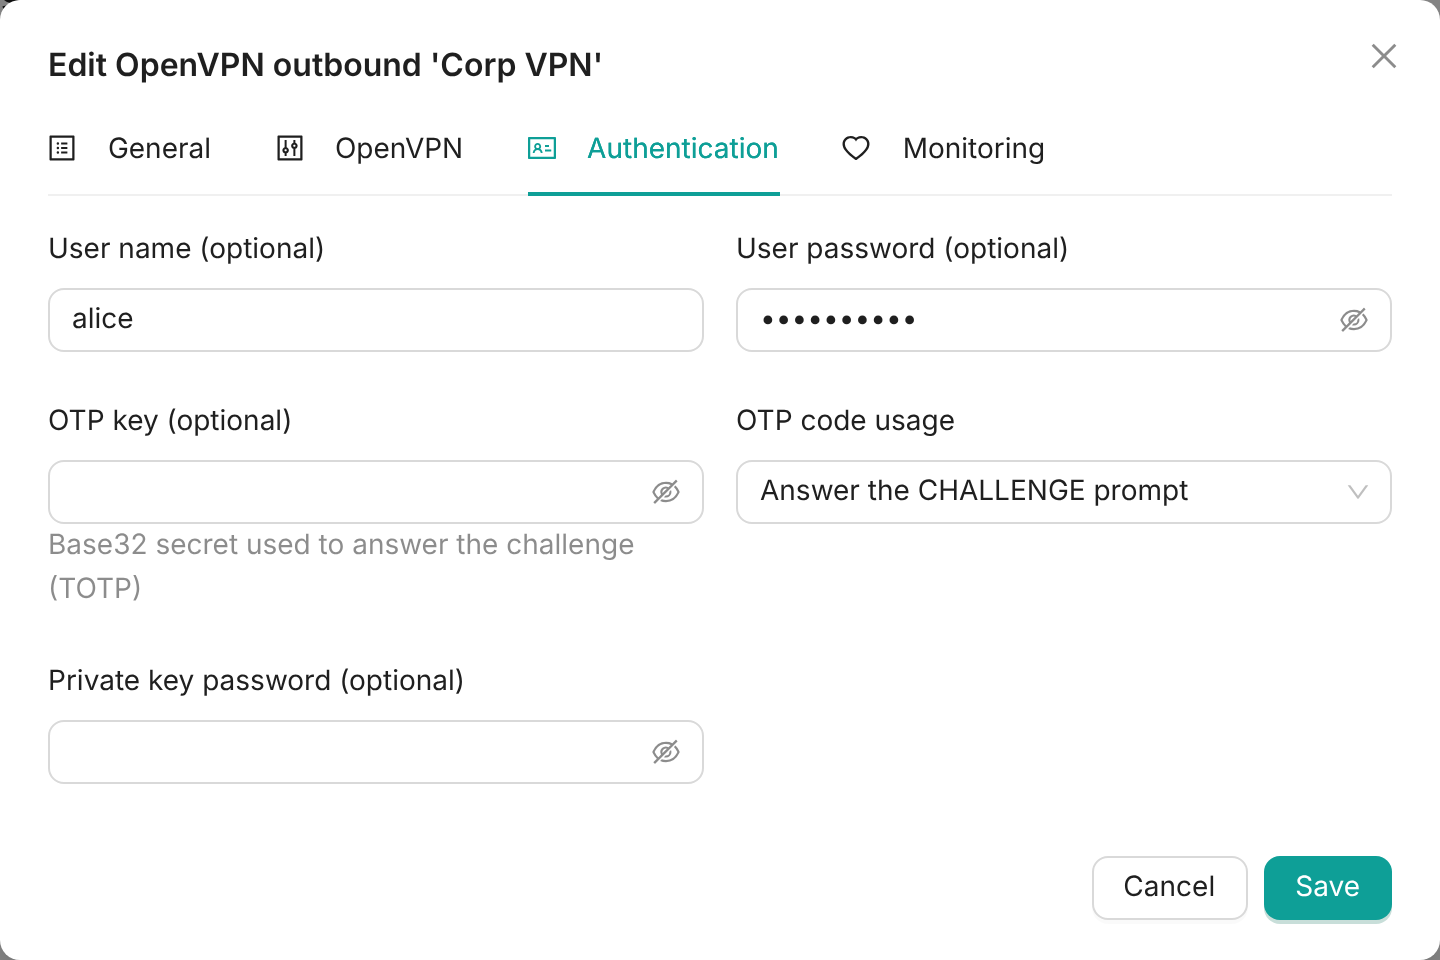 Edit OpenVPN outbound 'Corp VPN'
General
OpenVPN
Authentication
Monitoring
User name (optional)
User password (optional)
alice
••••••••••
OTP key (optional)
OTP code usage
Answer the CHALLENGE prompt
Base32 secret used to answer the challenge
(TOTP)
Private key password (optional)
Cancel
Save